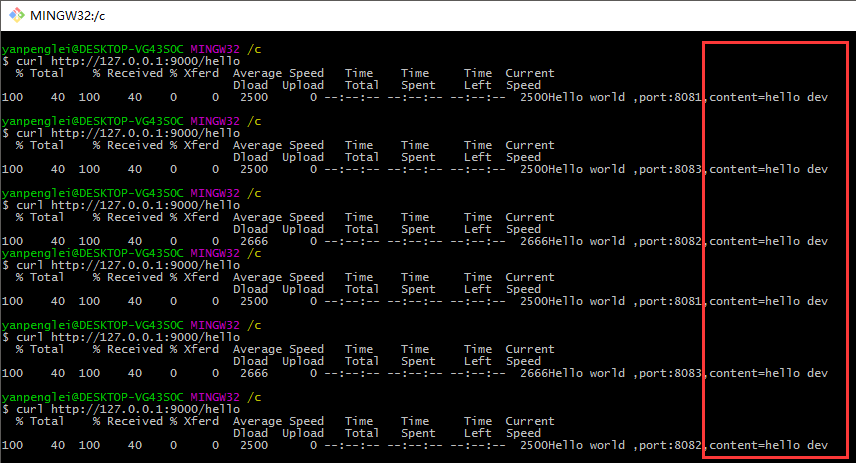 MINGW32:/c
yanpenglei@DESKTOP-VG43SOC MINGW32 /c
$ curl http://127.0.0.1:9000/hello
  % Total    % Received % Xferd  Average Speed   Time    Time     Time  Current
                                 Dload  Upload   Total   Spent    Left  Speed
100    40  100    40    0     0   2500      0 --:--:-- --:--:-- --:--:--  2500Hello world ,port:8081,content=hello dev
yanpenglei@DESKTOP-VG43SOC MINGW32 /c
$ curl http://127.0.0.1:9000/hello
  % Total    % Received % Xferd  Average Speed   Time    Time     Time  Current
                                 Dload  Upload   Total   Spent    Left  Speed
100    40  100    40    0     0   2500      0 --:--:-- --:--:-- --:--:--  2500Hello world ,port:8083,content=hello dev
yanpenglei@DESKTOP-VG43SOC MINGW32 /c
$ curl http://127.0.0.1:9000/hello
  % Total    % Received % Xferd  Average Speed   Time    Time     Time  Current
                                 Dload  Upload   Total   Spent    Left  Speed
100    40  100    40    0     0   2666      0 --:--:-- --:--:-- --:--:--  2666Hello world ,port:8082,content=hello dev
yanpenglei@DESKTOP-VG43SOC MINGW32 /c
$ curl http://127.0.0.1:9000/hello
  % Total    % Received % Xferd  Average Speed   Time    Time     Time  Current
                                 Dload  Upload   Total   Spent    Left  Speed
100    40  100    40    0     0   2500      0 --:--:-- --:--:-- --:--:--  2500Hello world ,port:8081,content=hello dev
yanpenglei@DESKTOP-VG43SOC MINGW32 /c
$ curl http://127.0.0.1:9000/hello
  % Total    % Received % Xferd  Average Speed   Time    Time     Time  Current
                                 Dload  Upload   Total   Spent    Left  Speed
100    40  100    40    0     0   2666      0 --:--:-- --:--:-- --:--:--  2666Hello world ,port:8083,content=hello dev
yanpenglei@DESKTOP-VG43SOC MINGW32 /c
$ curl http://127.0.0.1:9000/hello
  % Total    % Received % Xferd  Average Speed   Time    Time     Time  Current
                                 Dload  Upload   Total   Spent    Left  Speed
100    40  100    40    0     0   2500      0 --:--:-- --:--:-- --:--:--  2500Hello world ,port:8082,content=hello dev